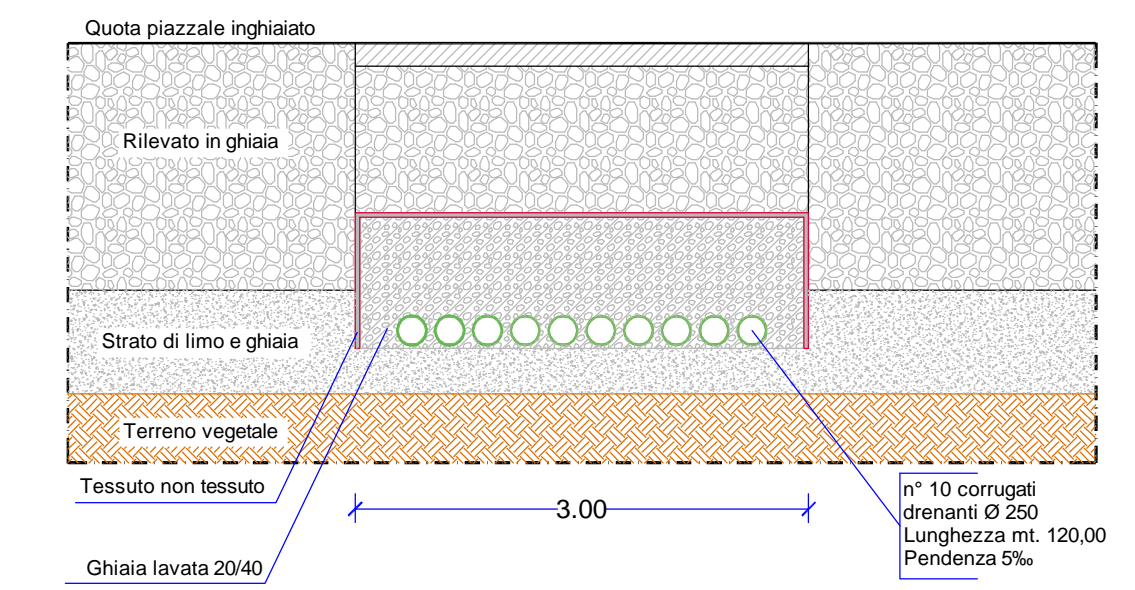 Quota piazzale inghiaiato
Rilevato in ghiaia
Strato di limo e ghiaia
Terreno vegetale
Tessuto non tessuto
3.00
n° 10 corrugati
drenanti Ø 250
Lunghezza mt. 120,00
Pendenza 5‰
Ghiaia lavata 20/40